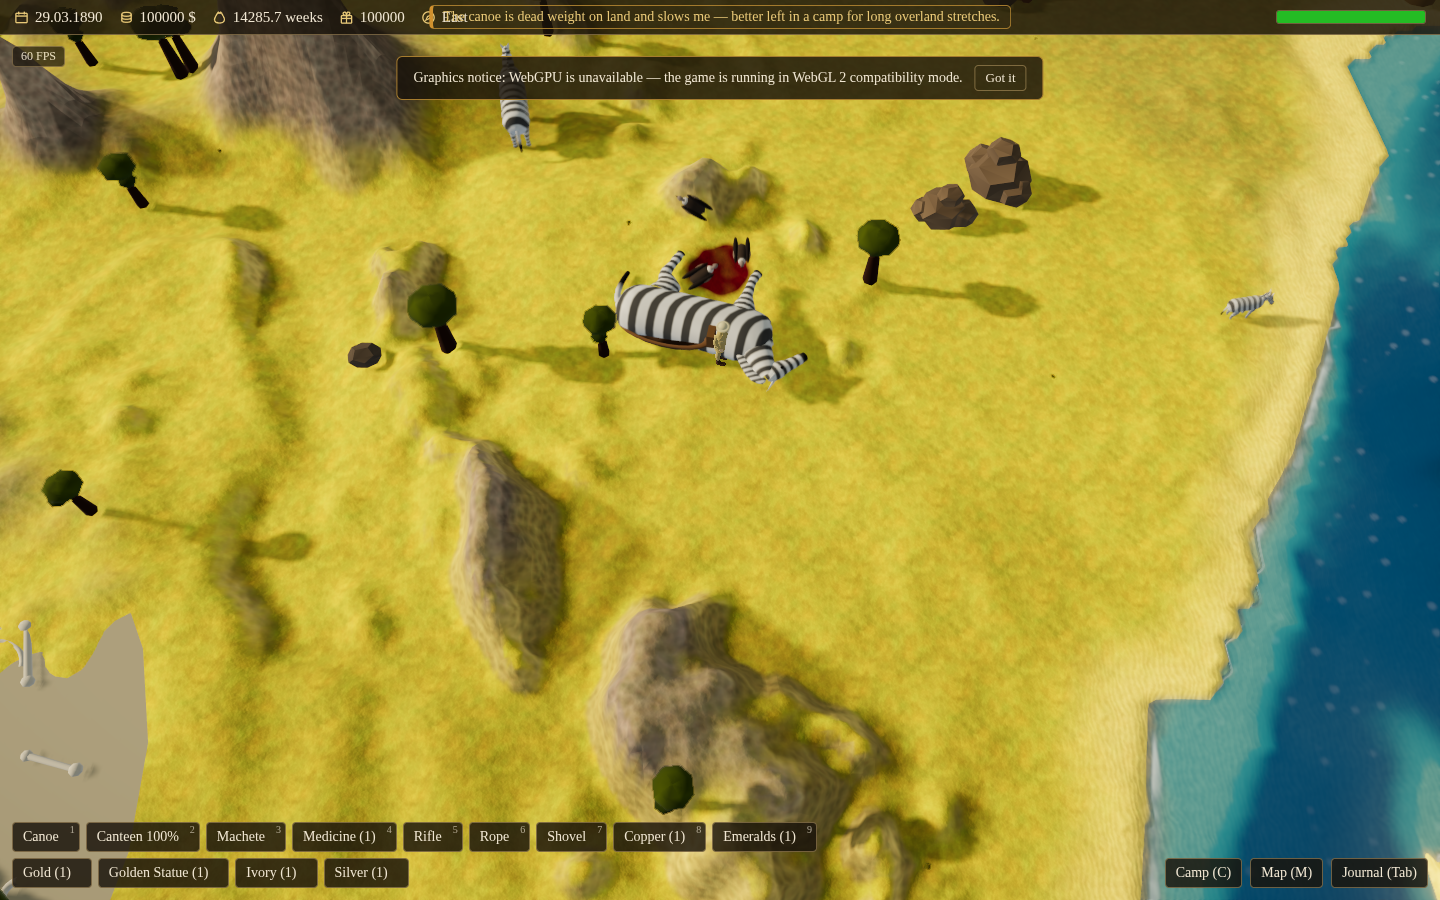 29.03.1890 100000 $ 14285.7 weeks 100000 East
The canoe is dead weight on land and slows me — better left in a camp for long overland stretches.
60 FPS
Graphics notice: WebGPU is unavailable — the game is running in WebGL 2 compatibility mode. Got it
Canoe 1 Canteen 100% 2 Machete 3 Medicine (1) 4 Rifle 5 Rope 6 Shovel 7 Copper (1) 8 Emeralds (1) 9
Gold (1) Golden Statue (1) Ivory (1) Silver (1)
Camp (C) Map (M) Journal (Tab)